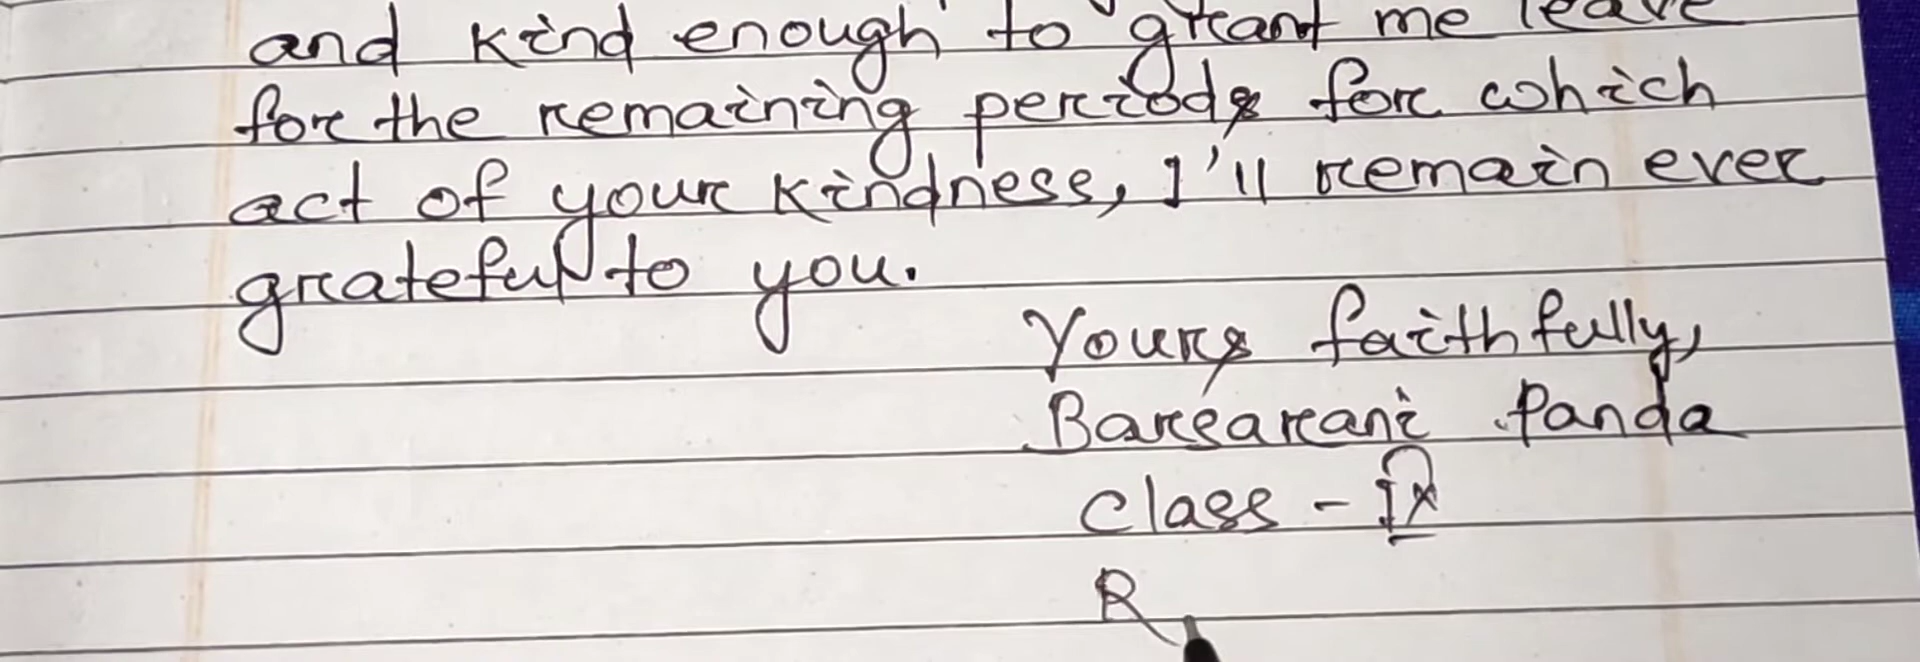 and kind enough to grant me leave
for the remaining periods for which
act of your kindness, I'll remain ever
grateful to you.
Yours faithfully,
Barsarani Panda
Class - IX
R